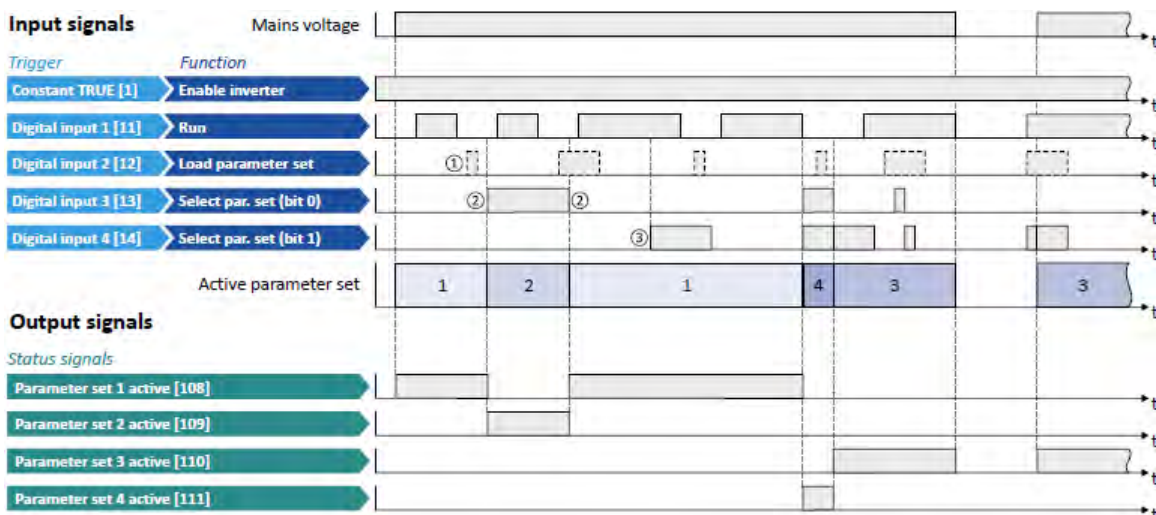 Input signals
Mains voltage
t
Trigger Function
Constant TRUE [1] Enable inverter
t
Digital input 1 [11] Run
t
Digital input 2 [12] Load parameter set ①
t
Digital input 3 [13] Select par. set (bit 0) ② ②
t
Digital input 4 [14] Select par. set (bit 1) ③
t
Active parameter set 1 2 1 4 3 3
t
Output signals
Status signals
Parameter set 1 active [108]
t
Parameter set 2 active [109]
t
Parameter set 3 active [110]
t
Parameter set 4 active [111]
t